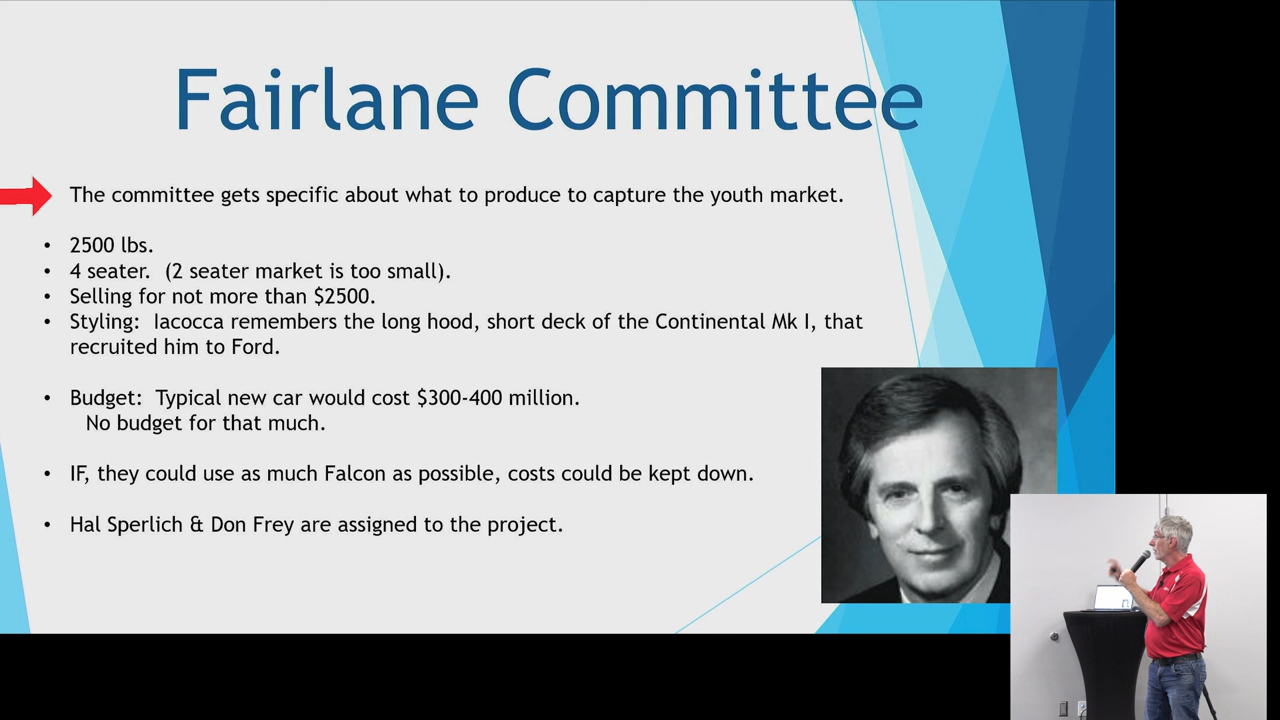 Fairlane Committee
The committee gets specific about what to produce to capture the youth market.
• 2500 lbs.
• 4 seater.  (2 seater market is too small).
• Selling for not more than $2500.
• Styling:  Iacocca remembers the long hood, short deck of the Continental Mk I, that
recruited him to Ford.
• Budget:  Typical new car would cost $300-400 million.
No budget for that much.
• IF, they could use as much Falcon as possible, costs could be kept down.
• Hal Sperlich & Don Frey are assigned to the project.